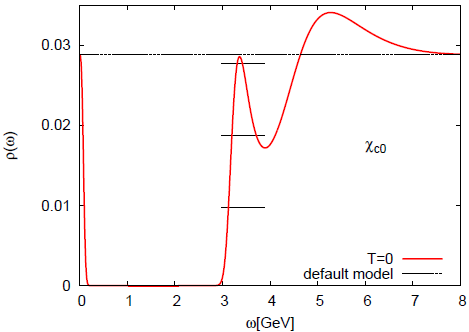 0.03
0.02
0.01
0
ρ(ω)
χc0
T=0
default model
0 1 2 3 4 5 6 7 8
ω[GeV]